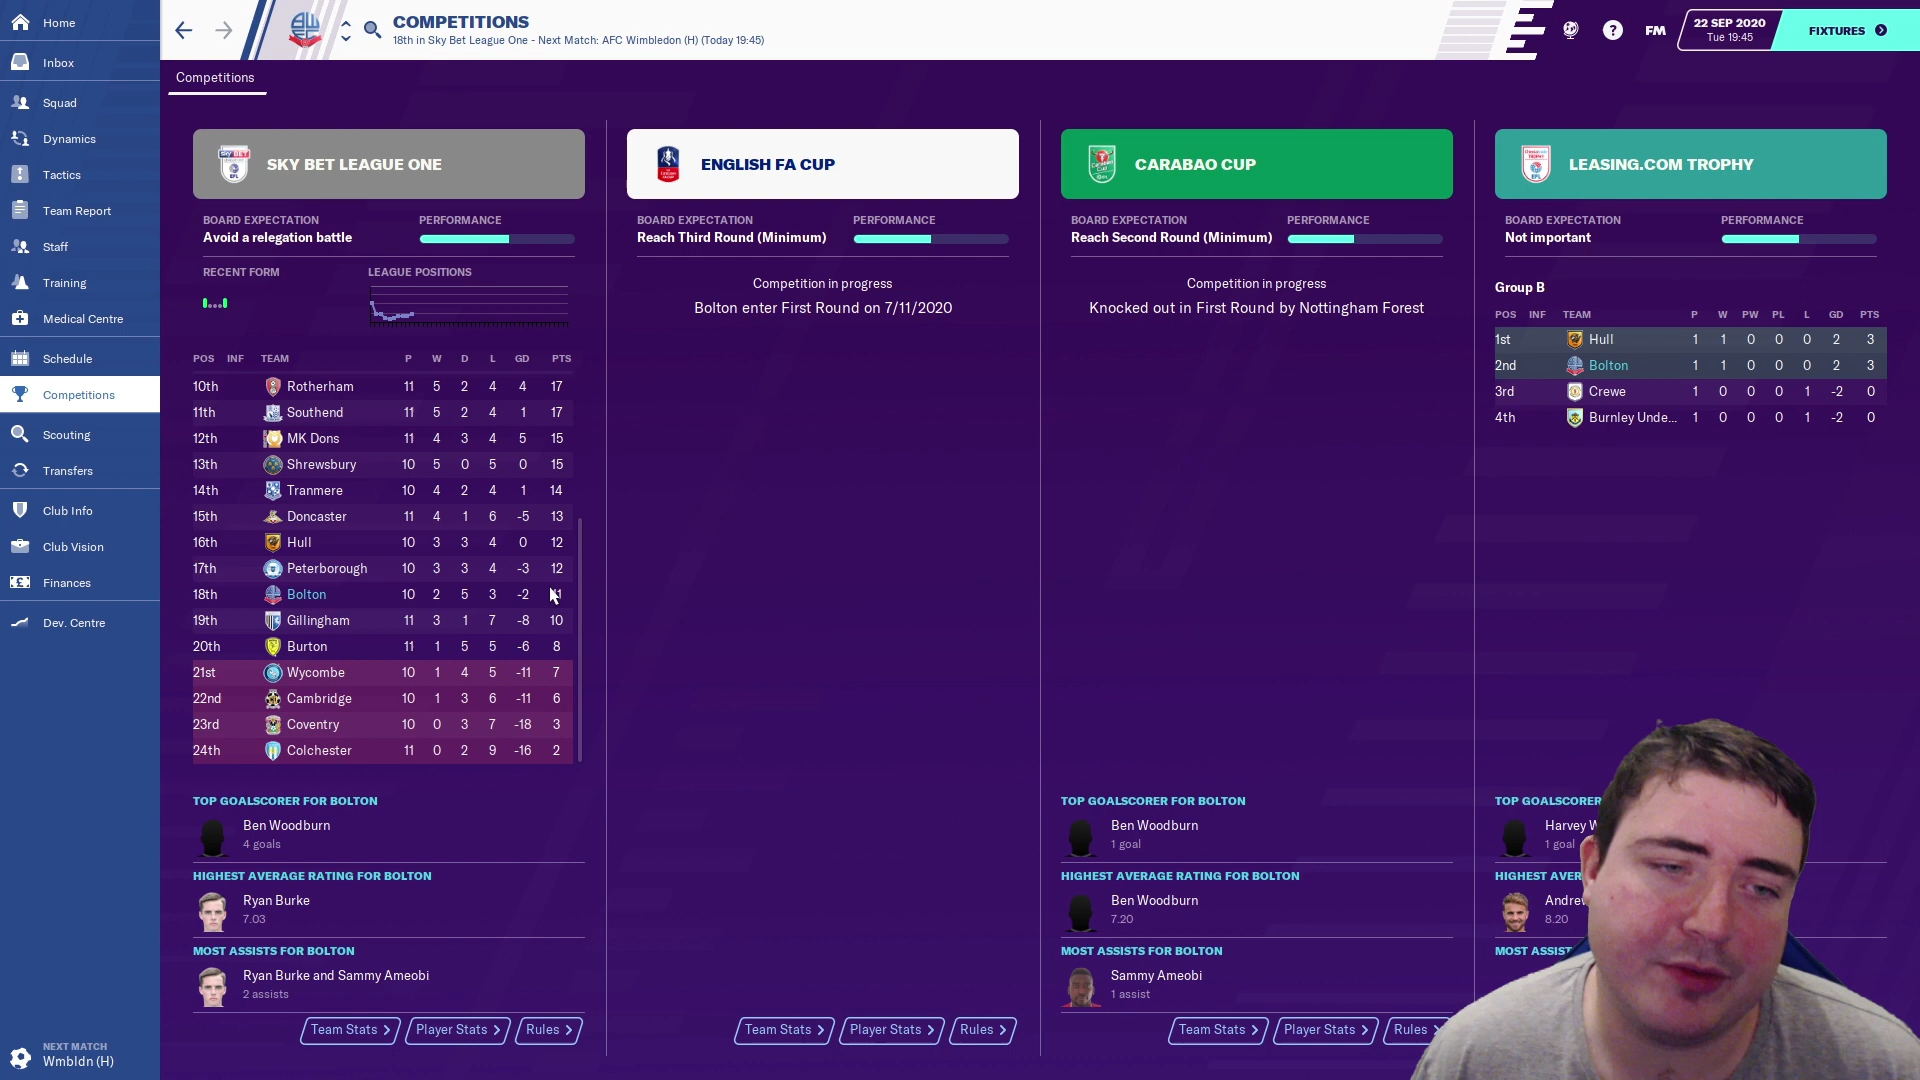 Home
Inbox
Squad
Dynamics
Tactics
Team Report
Staff
Training
Medical Centre
Schedule
Competitions
Scouting
Transfers
Club Info
Club Vision
Finances
Dev. Centre
NEXT MATCH
Wmbldn (H)
COMPETITIONS
18th in Sky Bet League One - Next Match: AFC Wimbledon (H) (Today 19:45)
FM
22 SEP 2020
Tue 19:45
FIXTURES
Competitions
SKY BET LEAGUE ONE
BOARD EXPECTATION PERFORMANCE
Avoid a relegation battle
RECENT FORM LEAGUE POSITIONS
POS INF TEAM P W D L GD PTS
10th Rotherham 11 5 2 4 4 17
11th Southend 11 5 2 4 1 17
12th MK Dons 11 4 3 4 5 15
13th Shrewsbury 10 5 0 5 0 15
14th Tranmere 10 4 2 4 1 14
15th Doncaster 11 4 1 6 -5 13
16th Hull 10 3 3 4 0 12
17th Peterborough 10 3 3 4 -3 12
18th Bolton 10 2 5 3 -2
19th Gillingham 11 3 1 7 -8 10
20th Burton 11 1 5 5 -6 8
21st Wycombe 10 1 4 5 -11 7
22nd Cambridge 10 1 3 6 -11 6
23rd Coventry 10 0 3 7 -18 3
24th Colchester 11 0 2 9 -16 2
TOP GOALSCORER FOR BOLTON
Ben Woodburn
4 goals
HIGHEST AVERAGE RATING FOR BOLTON
Ryan Burke
7.03
MOST ASSISTS FOR BOLTON
Ryan Burke and Sammy Ameobi
2 assists
Team Stats Player Stats Rules
ENGLISH FA CUP
BOARD EXPECTATION PERFORMANCE
Reach Third Round (Minimum)
Competition in progress
Bolton enter First Round on 7/11/2020
Team Stats Player Stats Rules
CARABAO CUP
BOARD EXPECTATION PERFORMANCE
Reach Second Round (Minimum)
Competition in progress
Knocked out in First Round by Nottingham Forest
TOP GOALSCORER FOR BOLTON
Ben Woodburn
1 goal
HIGHEST AVERAGE RATING FOR BOLTON
Ben Woodburn
7.20
MOST ASSISTS FOR BOLTON
Sammy Ameobi
1 assist
Team Stats Player Stats Rules
LEASING.COM TROPHY
BOARD EXPECTATION PERFORMANCE
Not important
Group B
POS INF TEAM P W PW PL L GD PTS
1st Hull 1 1 0 0 0 2 3
2nd Bolton 1 1 0 0 0 2 3
3rd Crewe 1 0 0 0 1 -2 0
4th Burnley Unde... 1 0 0 0 1 -2 0
TOP GOALSCORER
Harvey
1 goal
HIGHEST
8.20
MOST